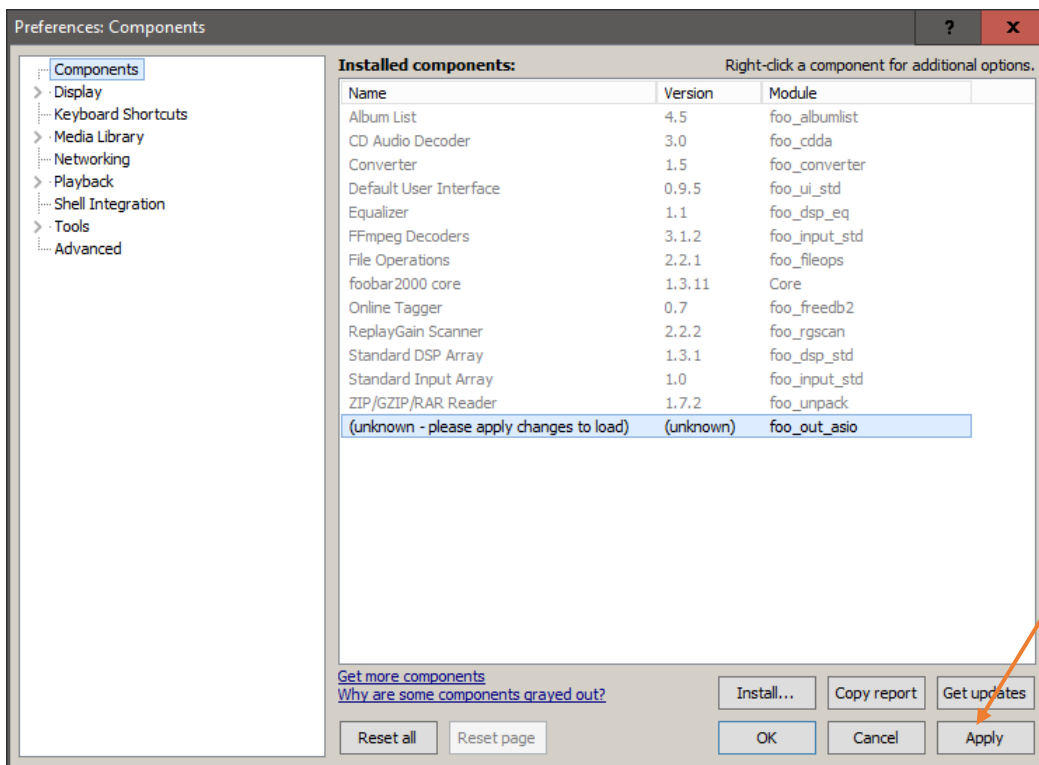 Preferences: Components
? x
Components
Display
Keyboard Shortcuts
Media Library
Networking
Playback
Shell Integration
Tools
Advanced
Installed components: Right-click a component for additional options.
Name Version Module
Album List 4.5 foo_albumlist
CD Audio Decoder 3.0 foo_cdda
Converter 1.5 foo_converter
Default User Interface 0.9.5 foo_ui_std
Equalizer 1.1 foo_dsp_eq
FFmpeg Decoders 3.1.2 foo_input_std
File Operations 2.2.1 foo_fileops
foobar2000 core 1.3.11 Core
Online Tagger 0.7 foo_freedb2
ReplayGain Scanner 2.2.2 foo_rgscan
Standard DSP Array 1.3.1 foo_dsp_std
Standard Input Array 1.0 foo_input_std
ZIP/GZIP/RAR Reader 1.7.2 foo_unpack
(unknown - please apply changes to load) (unknown) foo_out_asio
Get more components
Why are some components grayed out?
Install... Copy report Get updates
Reset all Reset page OK Cancel Apply